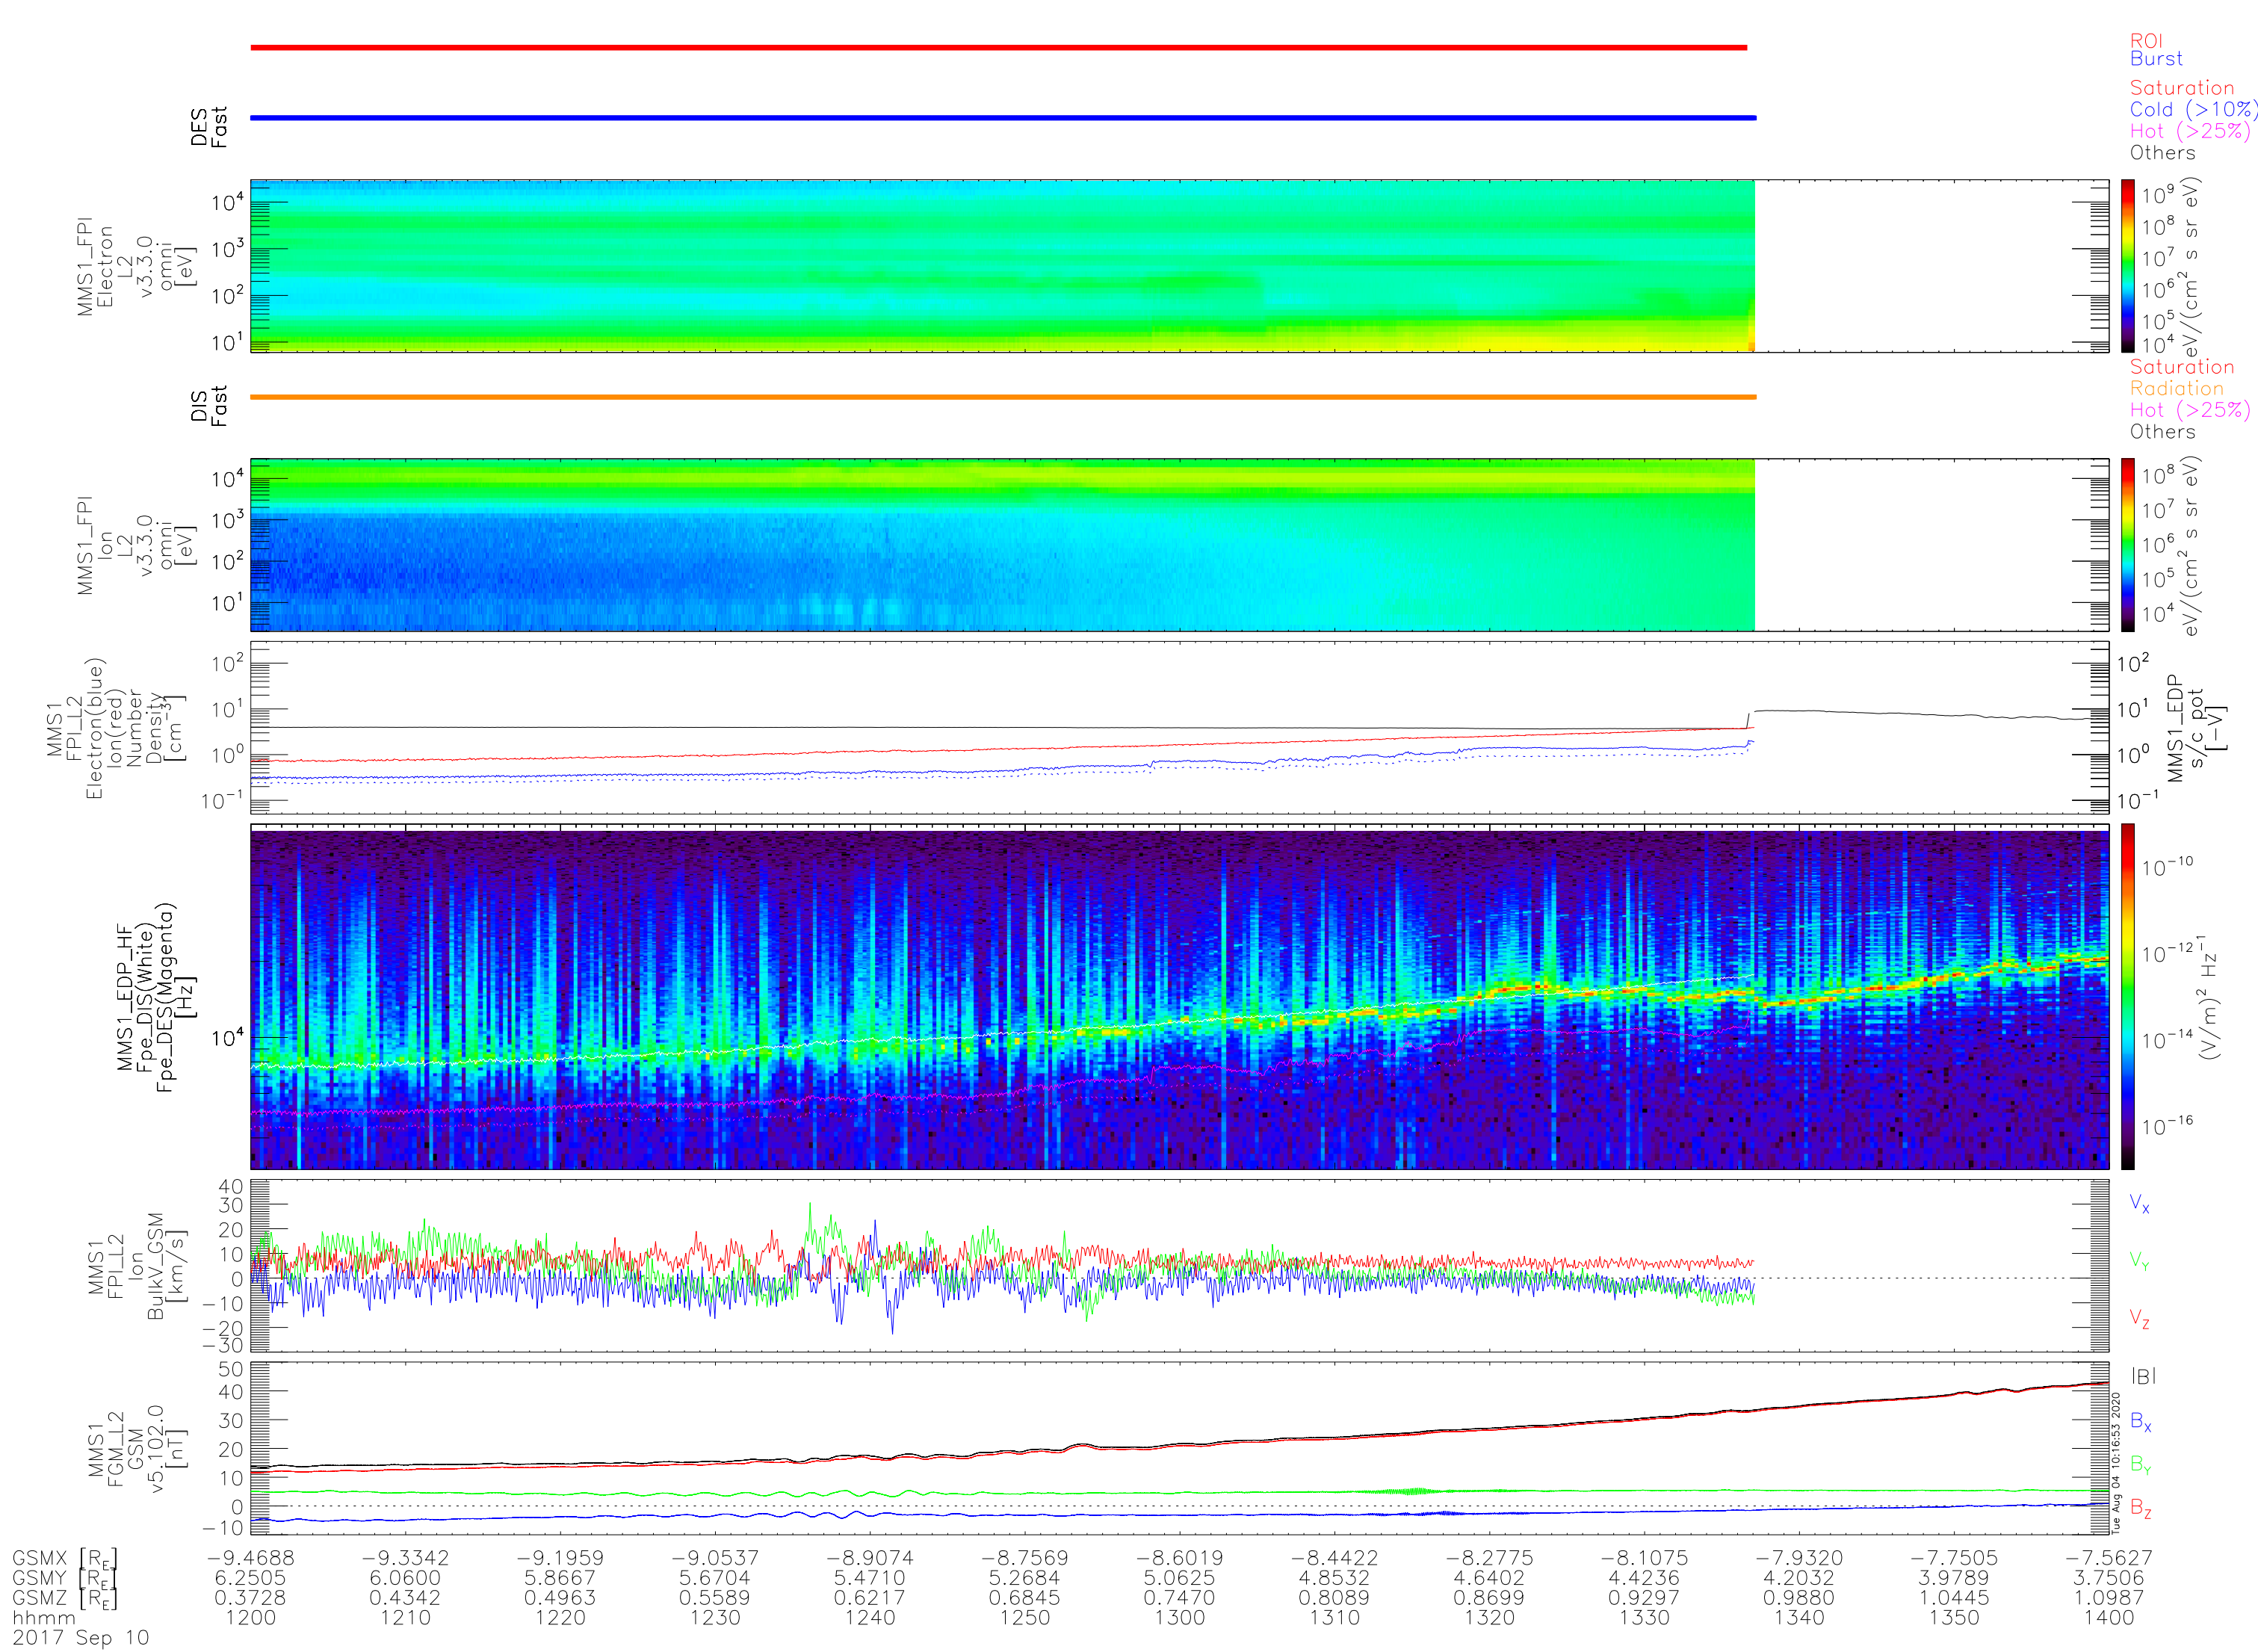 ROI
Burst
DES
Fast
Saturation
Cold (>10%)
Hot (>25%)
Others
MMS1_FPI
Electron
L2
v3.3.0
omni
[eV]
10^4
10^3
10^2
10^1
10^9
10^8
10^7
10^6
10^5
10^4
eV/(cm^2 s sr eV)
DIS
Fast
Saturation
Radiation
Hot (>25%)
Others
MMS1_FPI
Ion
L2
v3.3.0
omni
[eV]
10^4
10^3
10^2
10^1
10^8
10^7
10^6
10^5
10^4
eV/(cm^2 s sr eV)
MMS1
FPI_L2
Electron(blue)
Ion(red)
Number
Density
[cm^-3]
10^2
10^1
10^0
10^-1
10^2
10^1
10^0
10^-1
MMS1_EDP
s/c pot
[-V]
MMS1_EDP_HF
Fpe_DIS(White)
Fpe_DES(Magenta)
[Hz]
10^4
10^-10
10^-12
10^-14
10^-16
(V/m)^2 Hz^-1
MMS1
FPI_L2
Ion
BulkV_GSM
[km/s]
40
30
20
10
0
-10
-20
-30
V_X
V_Y
V_Z
MMS1
FGM_L2
GSM
v5.102.0
[nT]
50
40
30
20
10
0
-10
|B|
B_X
B_Y
B_Z
Tue Aug 04 10:16:53 2020
GSMX [R_E] -9.4688 -9.3342 -9.1959 -9.0537 -8.9074 -8.7569 -8.6019 -8.4422 -8.2775 -8.1075 -7.9320 -7.7505 -7.5627
GSMY [R_E] 6.2505 6.0600 5.8667 5.6704 5.4710 5.2684 5.0625 4.8532 4.6402 4.4236 4.2032 3.9789 3.7506
GSMZ [R_E] 0.3728 0.4342 0.4963 0.5589 0.6217 0.6845 0.7470 0.8089 0.8699 0.9297 0.9880 1.0445 1.0987
hhmm 1200 1210 1220 1230 1240 1250 1300 1310 1320 1330 1340 1350 1400
2017 Sep 10